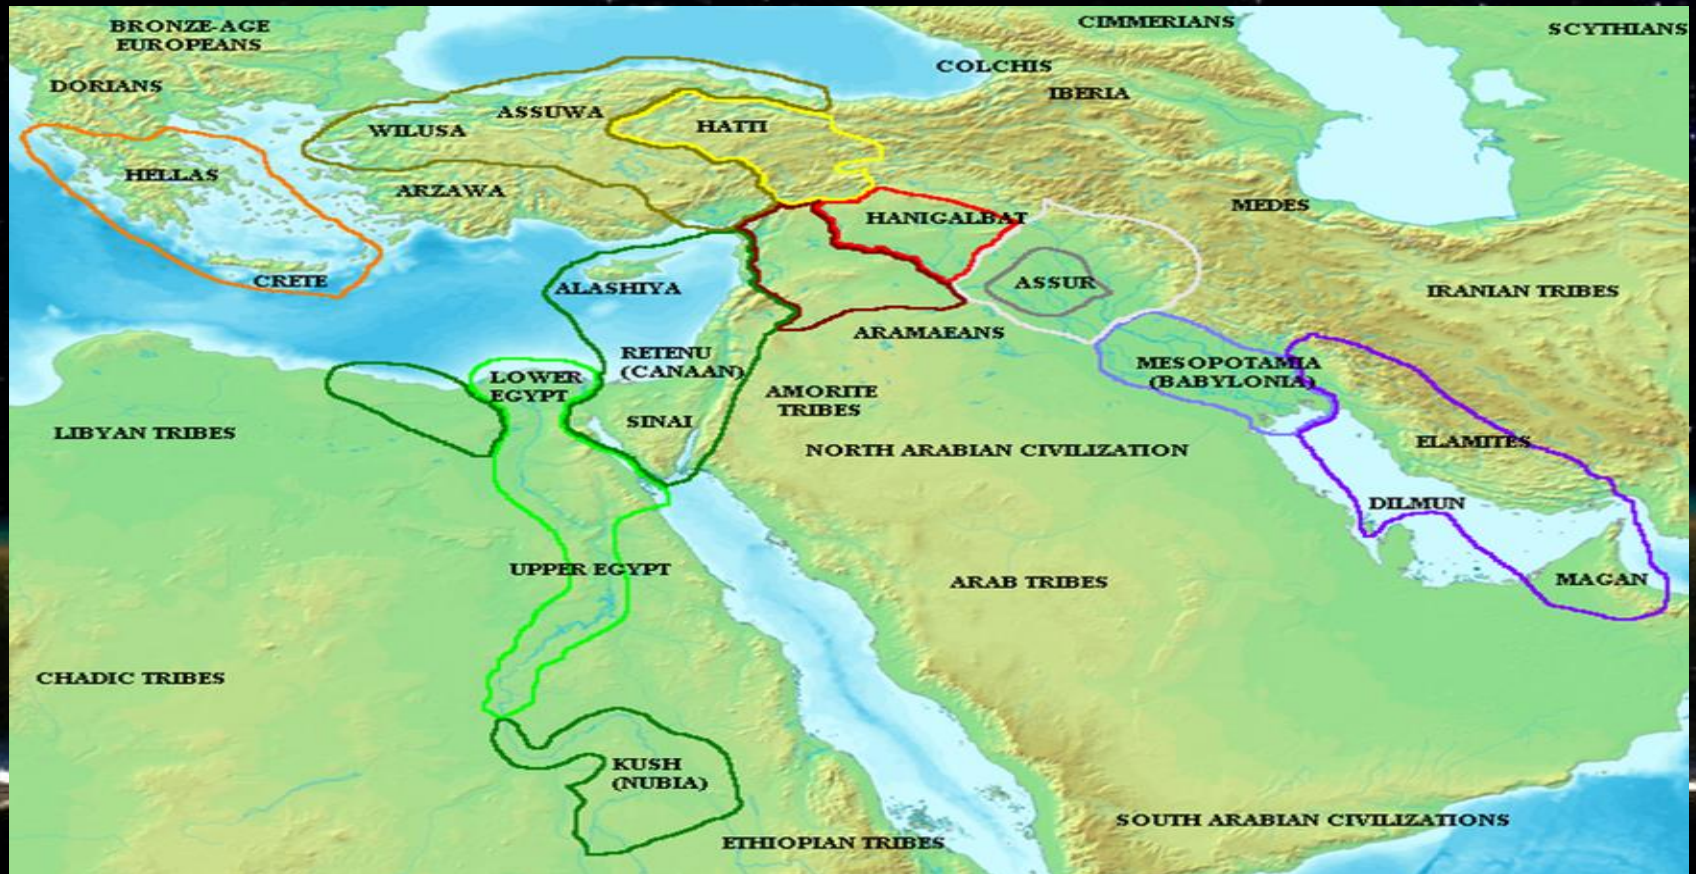 CIMMERIANS
BRONZE-AGE
EUROPEANS
SCYTHIANS
COLCHIS
DORIANS
IBERIA
ASSUWA
HATTI
WILUSA
HELLAS
ARZAWA
MEDES
HANIGALBAT
CRETE
ASSUR
ALASHIYA
IRANIAN TRIBES
ARAMAEANS
RETENU
(CANAAN)
MESOPOTAMIA
(BABYLONIA)
LOWER
EGYPT
AMORITE
TRIBES
SINAI
LIBYAN TRIBES
ELAMITES
NORTH ARABIAN CIVILIZATION
DILMUN
UPPER EGYPT
ARAB TRIBES
MAGAN
CHADIC TRIBES
KUSH
(NUBIA)
SOUTH ARABIAN CIVILIZATIONS
ETHIOPIAN TRIBES